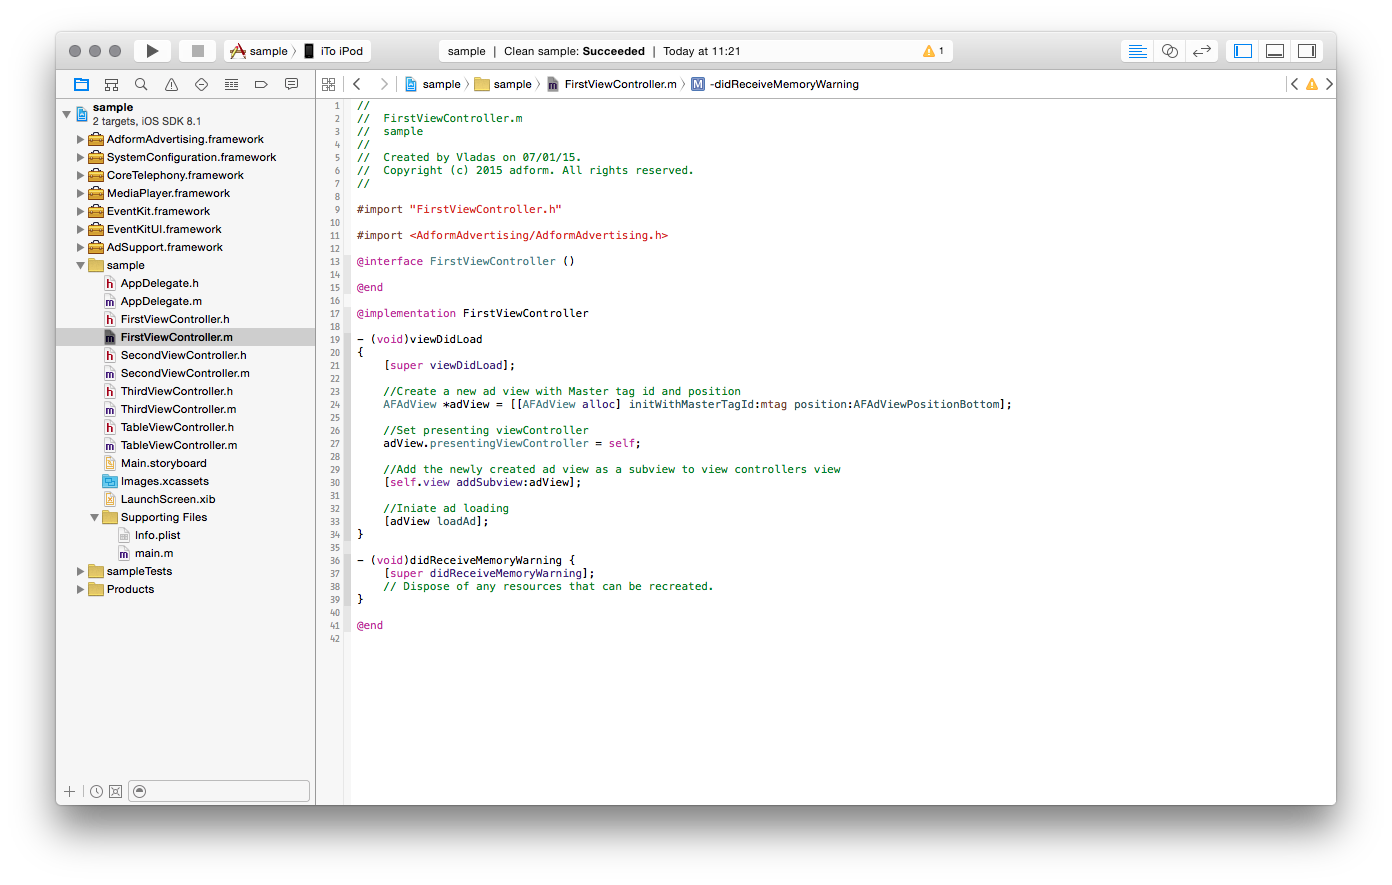 sample 〉 iTo iPod
sample | Clean sample: Succeeded | Today at 11:21
1
sample 〉 sample 〉 FirstViewController.m 〉 M -didReceiveMemoryWarning
sample
2 targets, iOS SDK 8.1
AdformAdvertising.framework
SystemConfiguration.framework
CoreTelephony.framework
MediaPlayer.framework
EventKit.framework
EventKitUI.framework
AdSupport.framework
sample
h AppDelegate.h
m AppDelegate.m
h FirstViewController.h
m FirstViewController.m
h SecondViewController.h
m SecondViewController.m
h ThirdViewController.h
m ThirdViewController.m
h TableViewController.h
m TableViewController.m
Main.storyboard
Images.xcassets
LaunchScreen.xib
Supporting Files
Info.plist
m main.m
sampleTests
Products
1 //
2 //  FirstViewController.m
3 //  sample
4 //
5 //  Created by Vladas on 07/01/15.
6 //  Copyright (c) 2015 adform. All rights reserved.
7 //
8
9 #import "FirstViewController.h"
10
11 #import <AdformAdvertising/AdformAdvertising.h>
12
13 @interface FirstViewController ()
14
15 @end
16
17 @implementation FirstViewController
18
19 - (void)viewDidLoad
20 {
21     [super viewDidLoad];
22
23     //Create a new ad view with Master tag id and position
24     AFAdView *adView = [[AFAdView alloc] initWithMasterTagId:mtag position:AFAdViewPositionBottom];
25
26     //Set presenting viewController
27     adView.presentingViewController = self;
28
29     //Add the newly created ad view as a subview to view controllers view
30     [self.view addSubview:adView];
31
32     //Iniate ad loading
33     [adView loadAd];
34 }
35
36 - (void)didReceiveMemoryWarning {
37     [super didReceiveMemoryWarning];
38     // Dispose of any resources that can be recreated.
39 }
40
41 @end
42